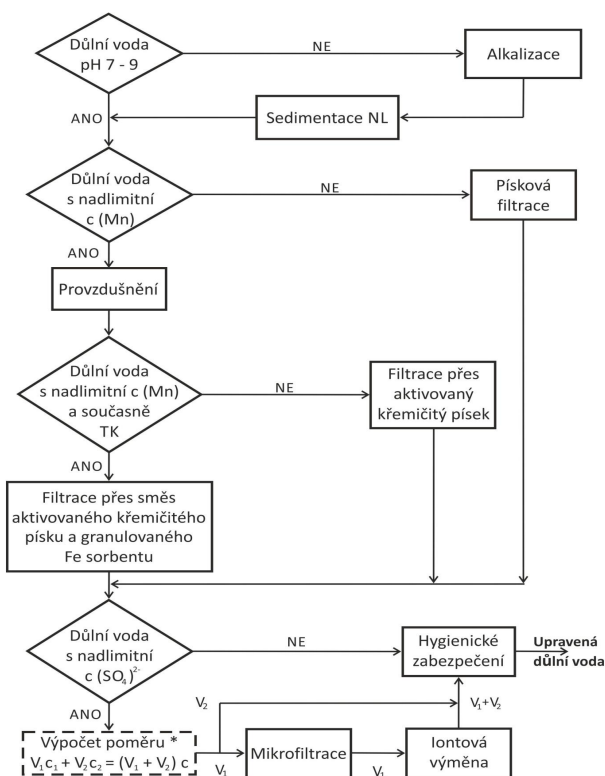 Důlní voda
pH 7 - 9
NE
Alkalizace
ANO
Sedimentace NL
Důlní voda
s nadlimitní
c (Mn)
NE
Písková
filtrace
ANO
Provzdušnění
Důlní voda
s nadlimitní c (Mn)
a současně
TK
NE
Filtrace přes
aktivovaný
křemičitý písek
ANO
Filtrace přes směs
aktivovaného křemičitého
písku a granulovaného
Fe sorbentu
Důlní voda
s nadlimitní
c (SO₄)²⁻
NE
Hygienické
zabezpečení
Upravená
důlní voda
ANO
V₂
V₁+V₂
Výpočet poměru *
V₁c₁ + V₂c₂ = (V₁ + V₂) c
V₁
Mikrofiltrace
V₁
Iontová
výměna